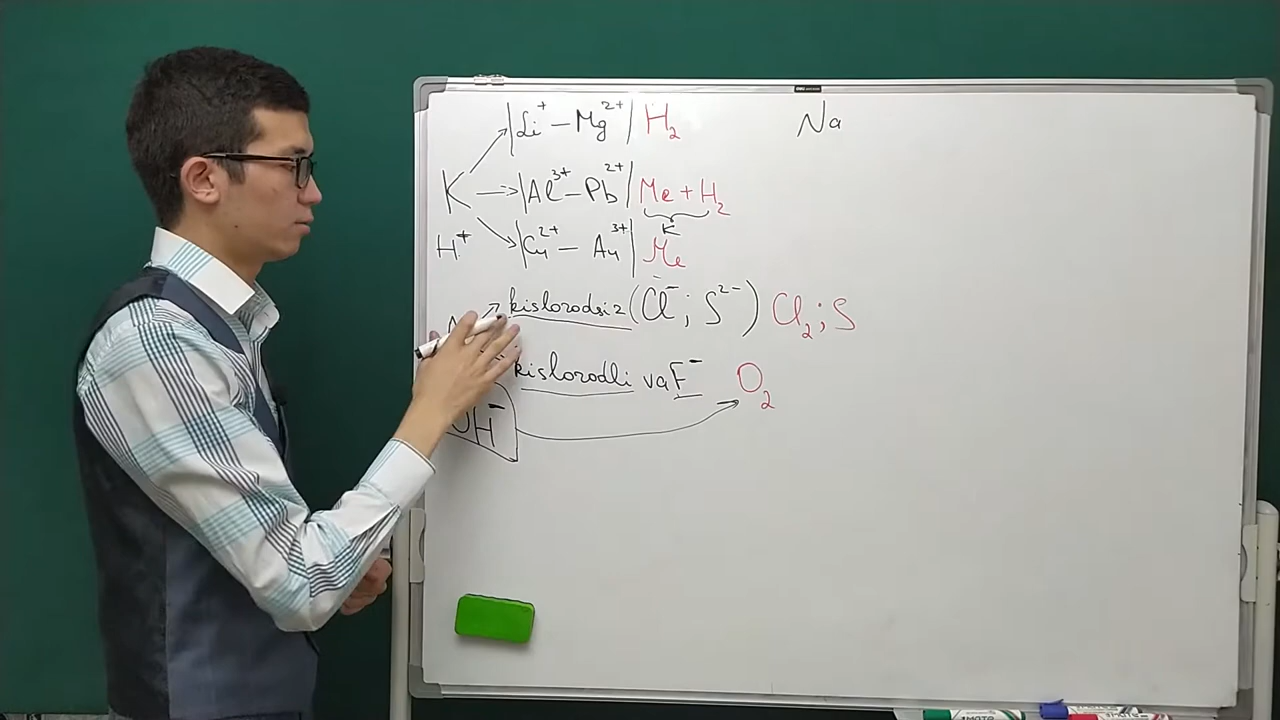 Li⁺ – Mg²⁺ | H₂
Na
K → | Al³⁺ – Pb²⁺ | Me + H₂
K
H⁺ | Cu²⁺ – Au³⁺ | Me
A kislorodsiz (Cl⁻; S²⁻) Cl₂; S
kislorodli va F⁻ O₂
OH⁻